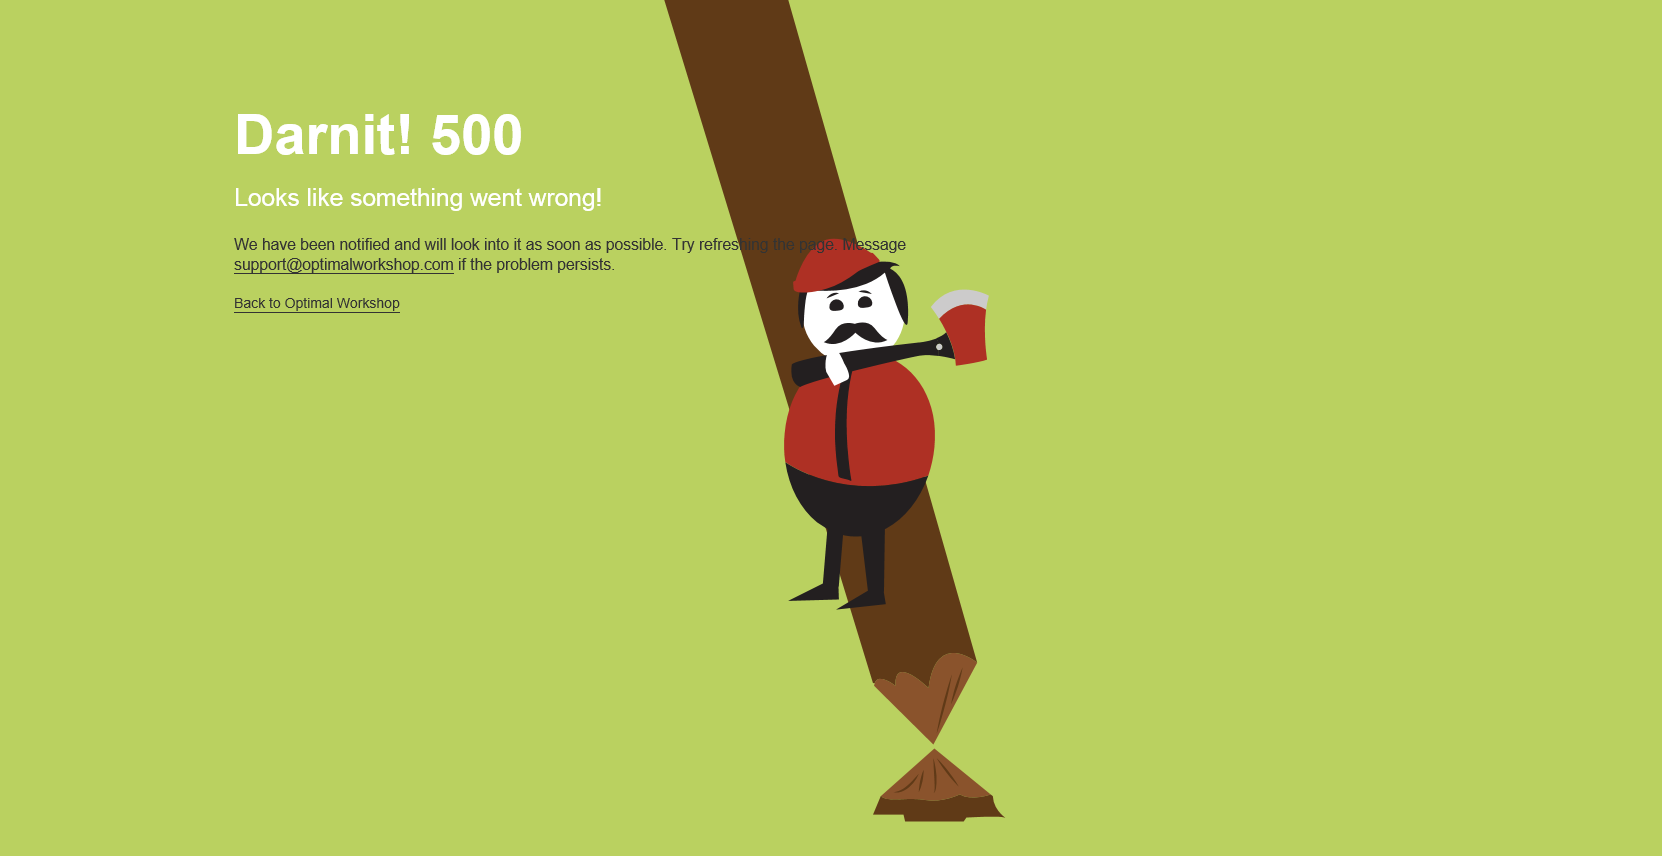 Darnit! 500
Looks like something went wrong!
We have been notified and will look into it as soon as possible. Try refreshing the page. Message
support@optimalworkshop.com if the problem persists.
Back to Optimal Workshop